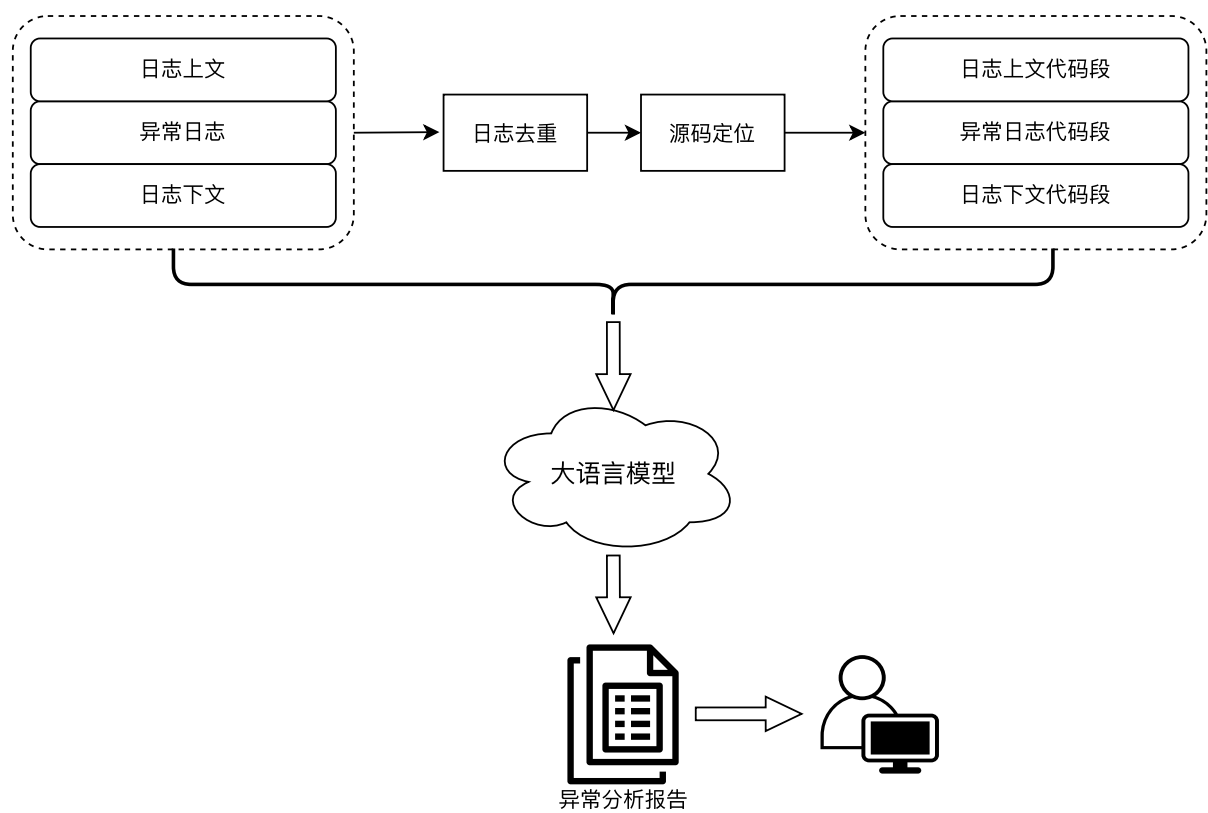 日志上文
异常日志
日志下文
日志去重
源码定位
日志上文代码段
异常日志代码段
日志下文代码段
大语言模型
异常分析报告